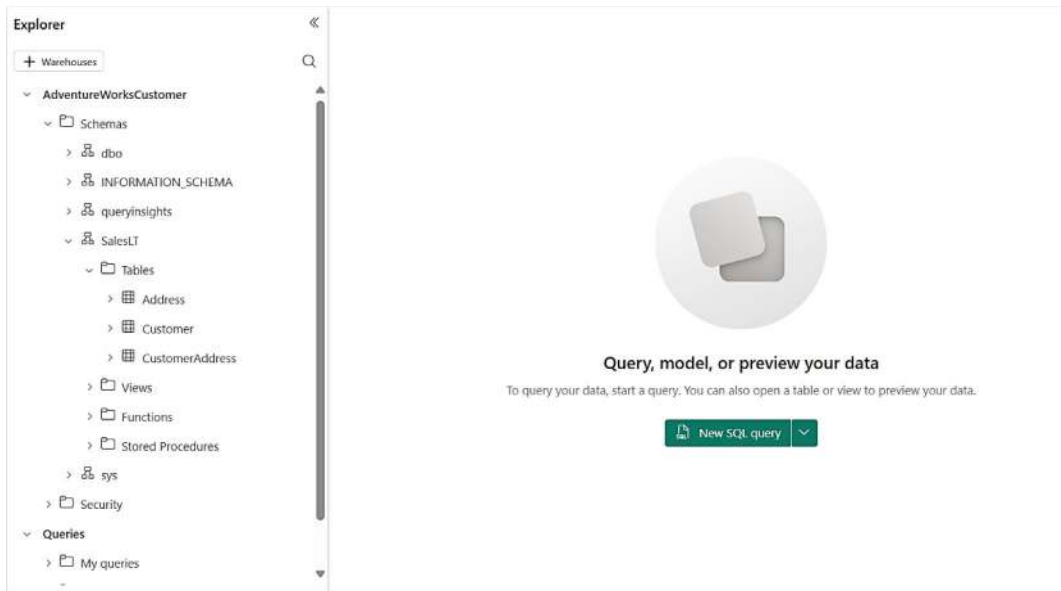 Explorer
Warehouses
AdventureWorksCustomer
Schemas
dbo
INFORMATION_SCHEMA
queryinsights
SalesLT
Tables
Address
Customer
CustomerAddress
Views
Functions
Stored Procedures
sys
Security
Queries
My queries
Query, model, or preview your data
To query your data, start a query. You can also open a table or view to preview your data.
New SQL query